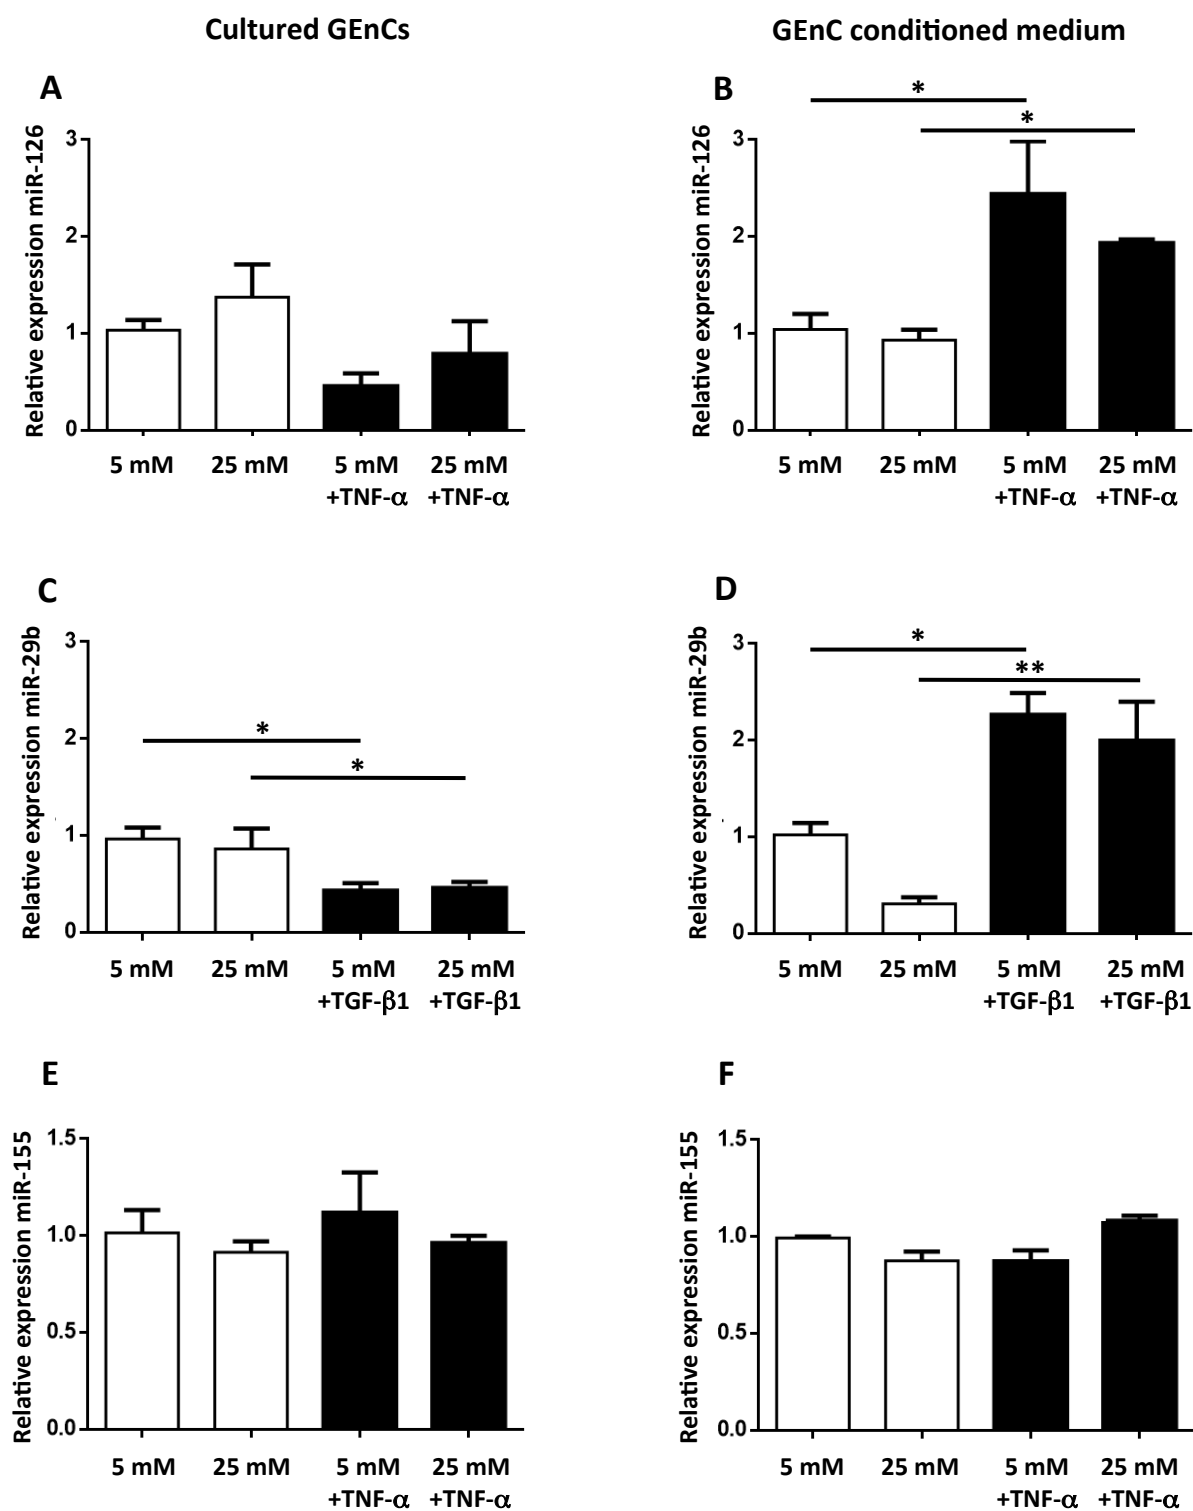 Cultured GEnCs
GEnC conditioned medium
A
Relative expression miR-126
3
2
1
0
5 mM
25 mM
5 mM
+TNF-α
25 mM
+TNF-α
B
Relative expression miR-126
*
*
3
2
1
0
5 mM
25 mM
5 mM
+TNF-α
25 mM
+TNF-α
C
Relative expression miR-29b
3
2
1
0
*
*
5 mM
25 mM
5 mM
+TGF-β1
25 mM
+TGF-β1
D
Relative expression miR-29b
3
2
1
0
*
**
5 mM
25 mM
5 mM
+TGF-β1
25 mM
+TGF-β1
E
Relative expression miR-155
1.5
1.0
0.5
0.0
5 mM
25 mM
5 mM
+TNF-α
25 mM
+TNF-α
F
Relative expression miR-155
1.5
1.0
0.5
0.0
5 mM
25 mM
5 mM
+TNF-α
25 mM
+TNF-α